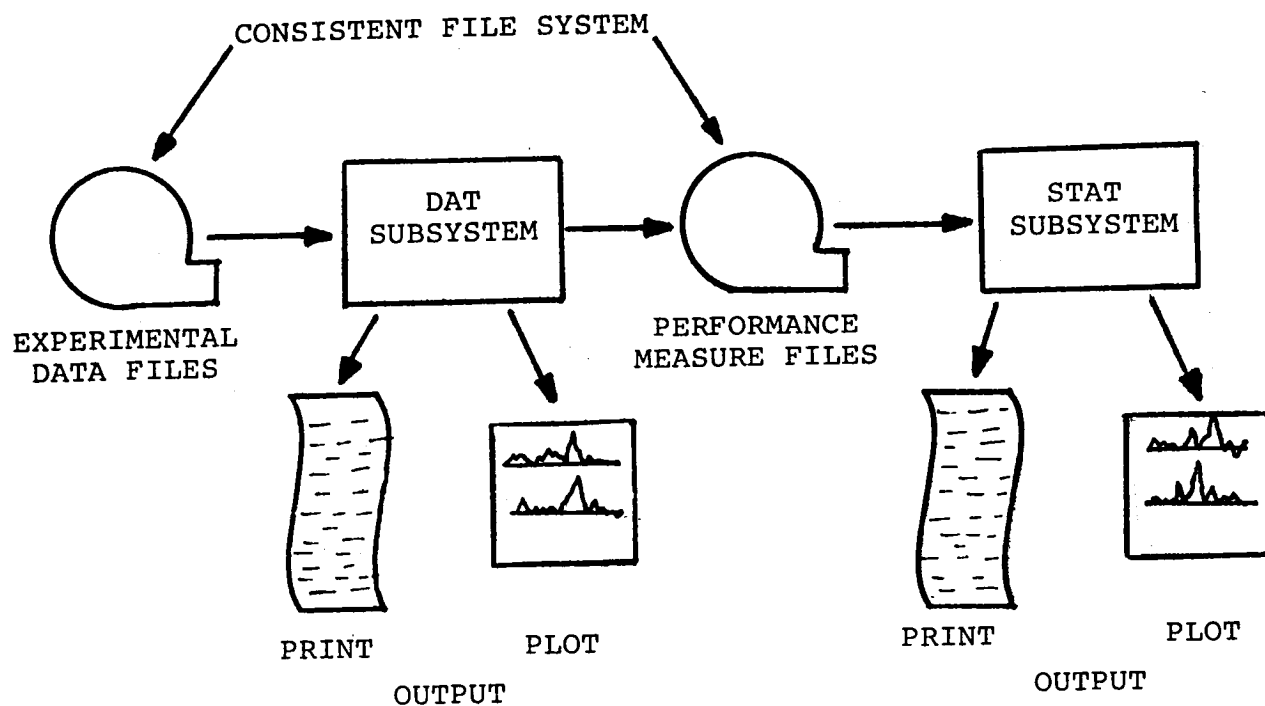 CONSISTENT FILE SYSTEM
DAT
SUBSYSTEM
STAT
SUBSYSTEM
EXPERIMENTAL
DATA FILES
PERFORMANCE
MEASURE FILES
PRINT
PLOT
OUTPUT
PRINT
PLOT
OUTPUT